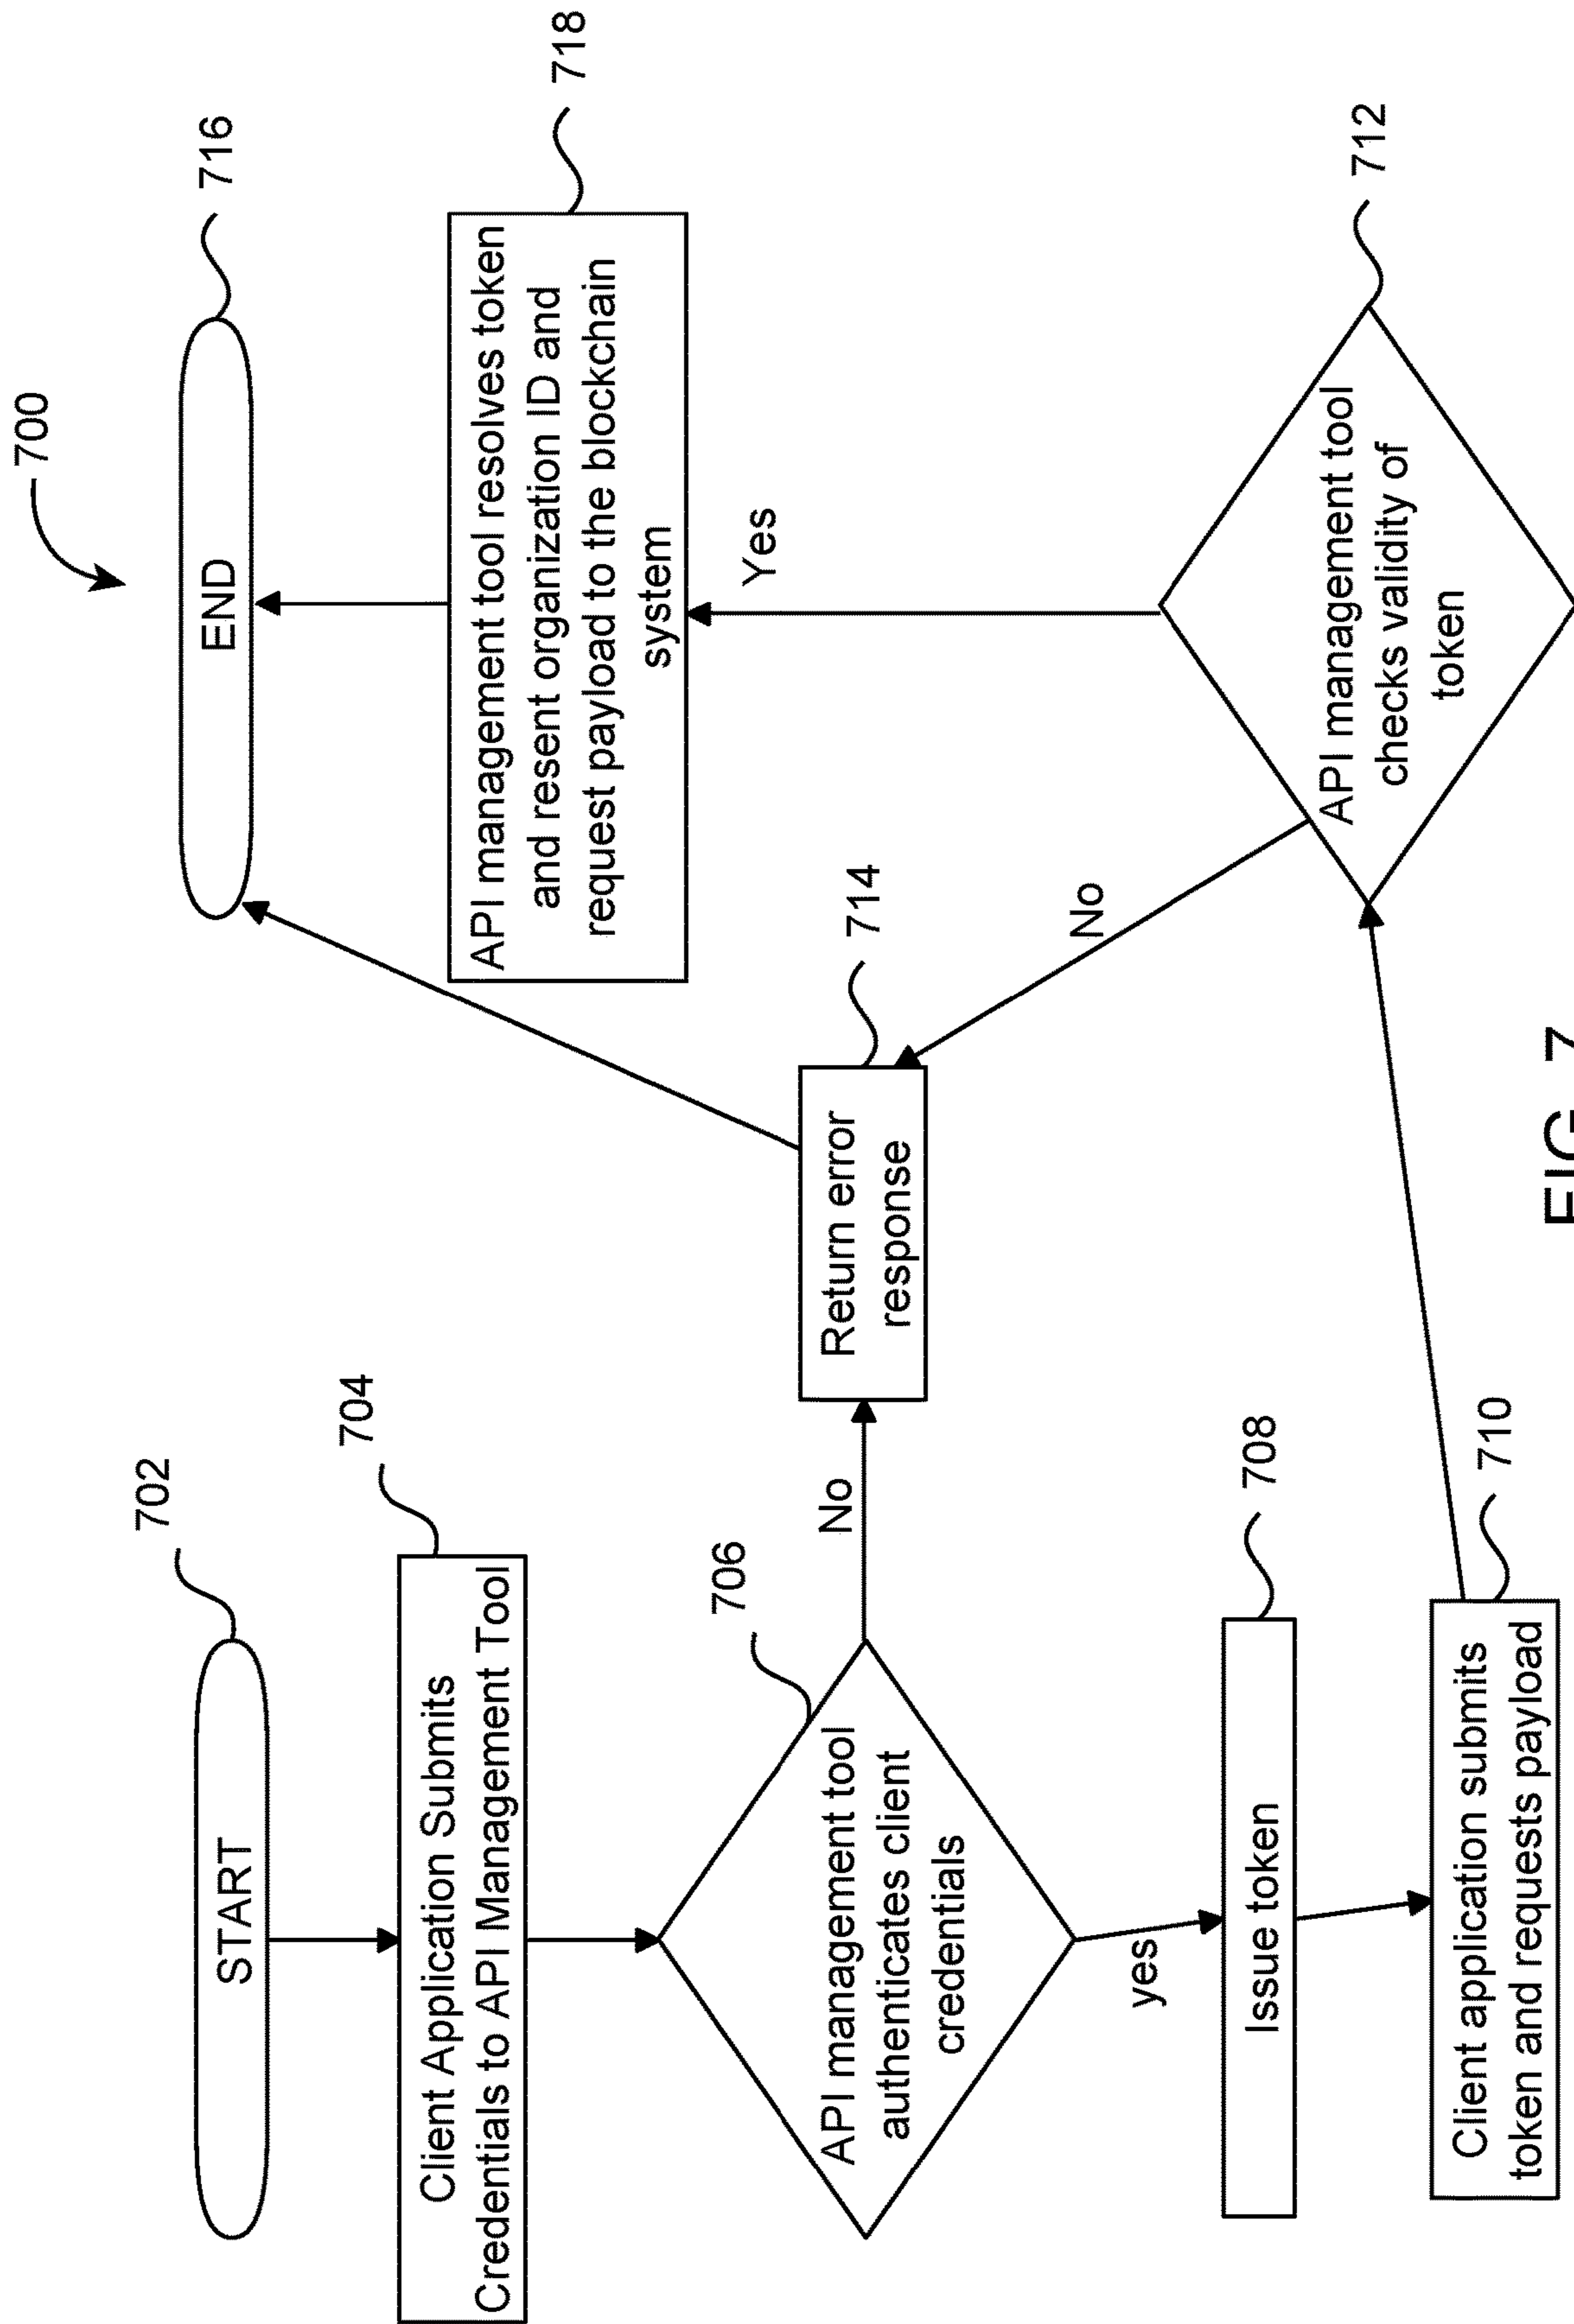 700
702
START
704
Client Application Submits
Credentials to API Management Tool
706
API management tool
authenticates client
credentials
No
yes
708
Issue token
710
Client application submits
token and requests payload
714
Return error
response
716
END
718
API management tool resolves token
and resent organization ID and
request payload to the blockchain
system
Yes
No
712
API management tool
checks validity of
token
FIG. 7